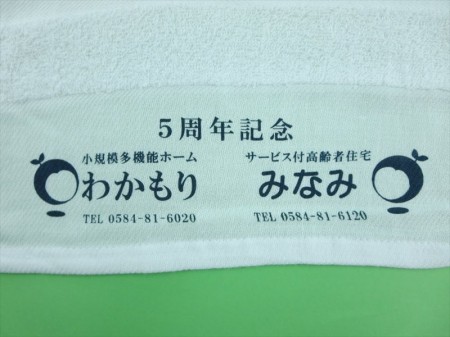 5周年記念
小規模多機能ホーム
わかもり
TEL 0584-81-6020
サービス付高齢者住宅
みなみ
TEL 0584-81-6120